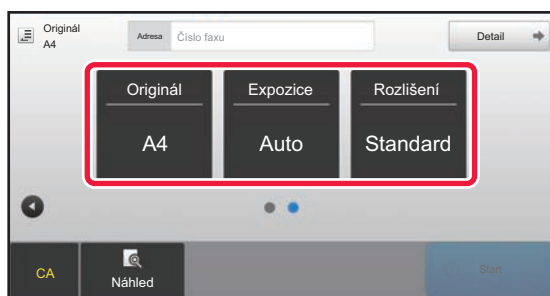 Originál
A4
Adresa
Číslo faxu
Detail
Originál
Expozice
Rozlišení
A4
Auto
Standard
CA
Náhled
Start